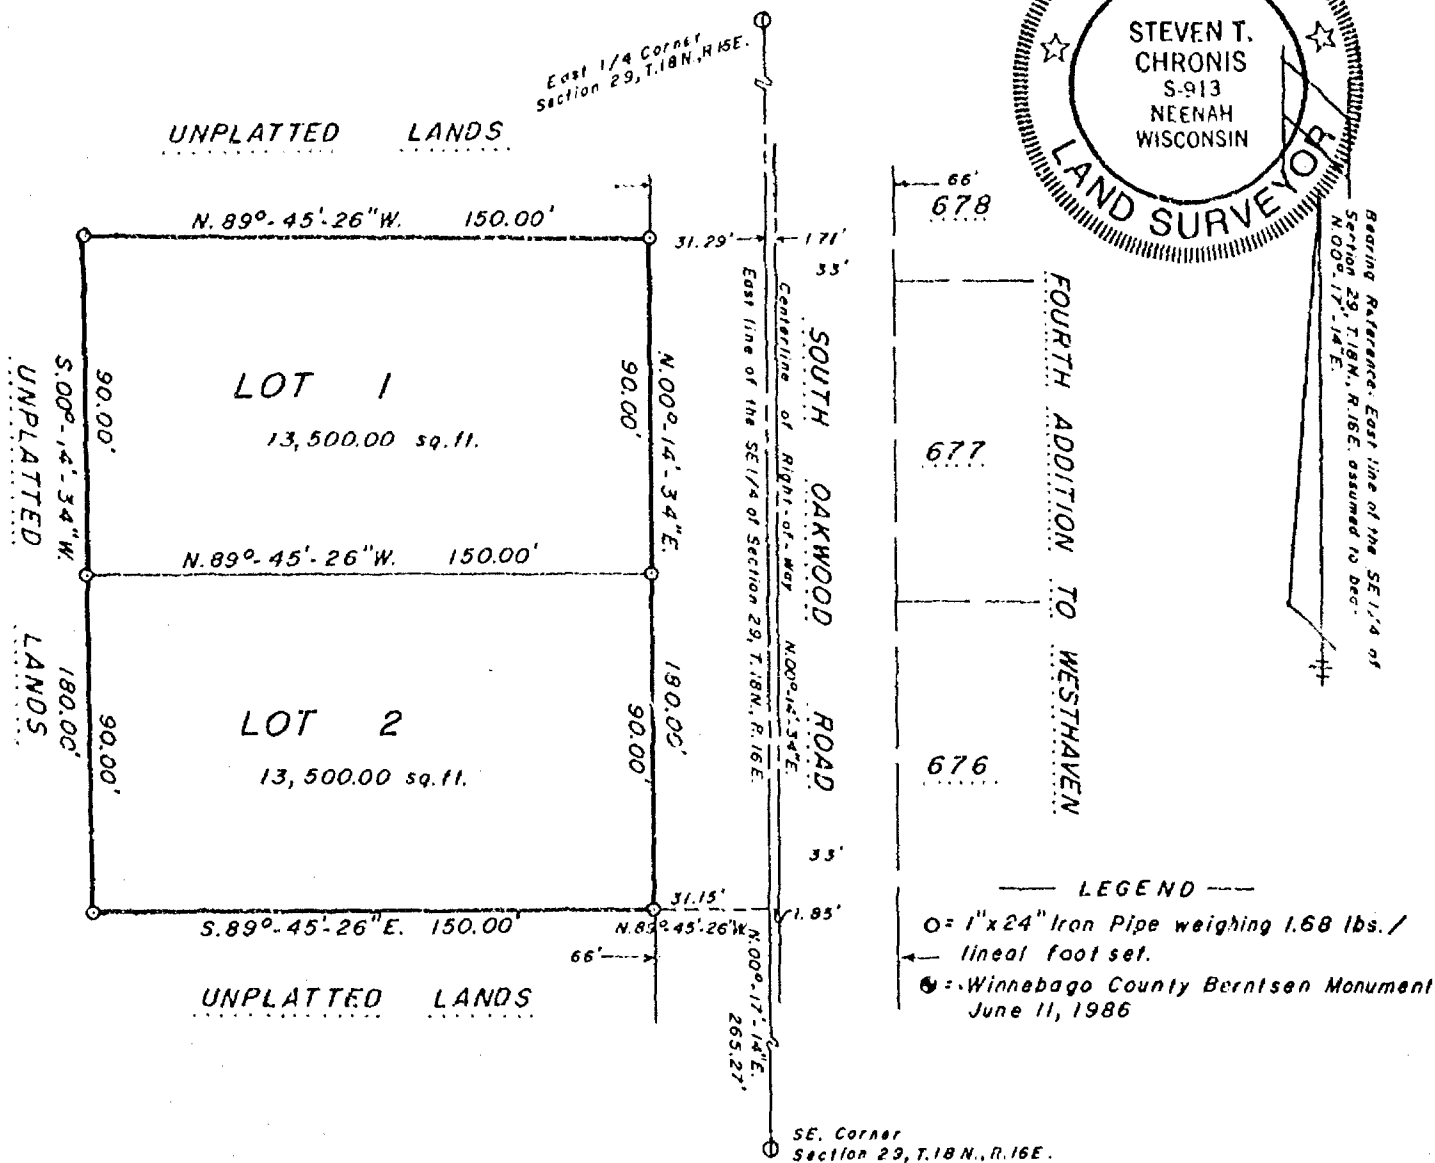 East 1/4 Corner
Section 29, T.18N., R.16E.
STEVEN T.
CHRONIS
S-913
NEENAH
WISCONSIN
LAND SURVEYOR
UNPLATTED LANDS
N. 89°-45'-26"W. 150.00'
66'
678
31.29'
1.71'
33'
Bearing Reference: East line of the SE 1/4 of
Section 29, T.18N., R.16E. assumed to bear
N.00°-17'-14"E.
UNPLATTED LANDS
S.00°-14'-34"W. 180.00'
90.00'
LOT 1
13,500.00 sq.ft.
90.00'
N.00°-14'-34"E. 180.00'
East line of the SE1/4 of Section 29, T.18N., R.16E.
Centerline of Right-of-Way N.00°-14'-34"E.
SOUTH OAKWOOD ROAD
677
FOURTH ADDITION TO WESTHAVEN
N.89°-45'-26"W. 150.00'
LOT 2
13,500.00 sq.ft.
90.00'
90.00'
676
33'
31.15'
1.85'
S.89°-45'-26"E. 150.00'
N.89°-45'-26"W.
66'
N.00°-17'-14"E.
265.27'
UNPLATTED LANDS
LEGEND
O = 1"x24" Iron Pipe weighing 1.68 lbs./
lineal foot set.
= Winnebago County Berntsen Monument
June 11, 1986
SE. Corner
Section 29, T.18N., R.16E.